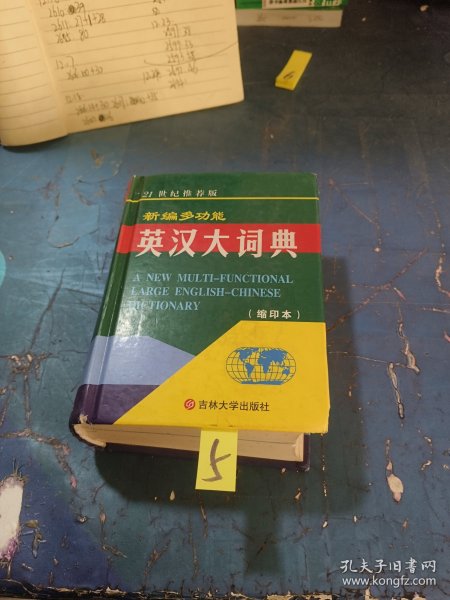 21世纪推荐版
新编多功能
英汉大词典
A NEW MULTI-FUNCTIONAL
LARGE ENGLISH-CHINESE
DICTIONARY
（缩印本）
吉林大学出版社
5
6
孔夫子旧书网
www.kongfz.com